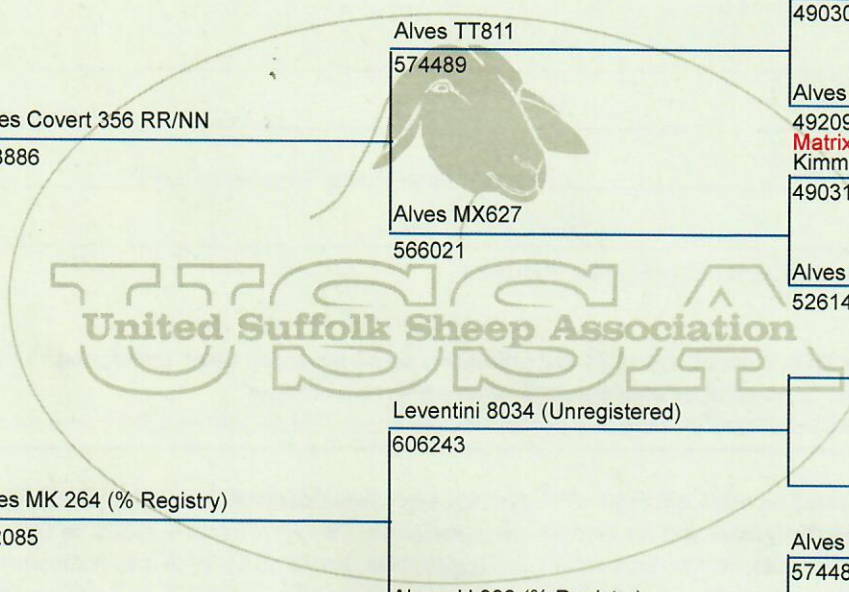 49030
Alves TT811
574489
Alves
49209
es Covert 356 RR/NN
Matrix
3886
Kimm
49031
Alves MX627
566021
Alves
52614
USSA
United Suffolk Sheep Association
Leventini 8034 (Unregistered)
606243
es MK 264 (% Registry)
2085
Alves
57448